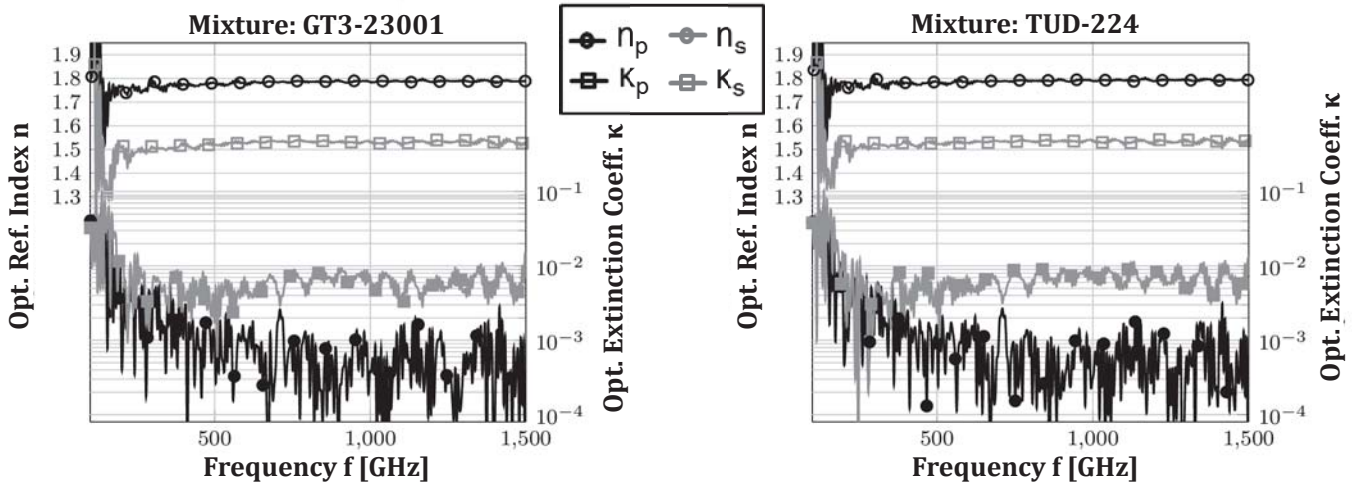 Mixture: GT3-23001
1.9
1.8
1.7
1.6
1.5
1.4
1.3
Opt. Ref. Index n
10⁻¹
10⁻²
10⁻³
10⁻⁴
Opt. Extinction Coeff. κ
500
1,000
1,500
Frequency f [GHz]
nₚ nₛ
κₚ κₛ
Mixture: TUD-224
1.9
1.8
1.7
1.6
1.5
1.4
1.3
Opt. Ref. Index n
10⁻¹
10⁻²
10⁻³
10⁻⁴
Opt. Extinction Coeff. κ
500
1,000
1,500
Frequency f [GHz]